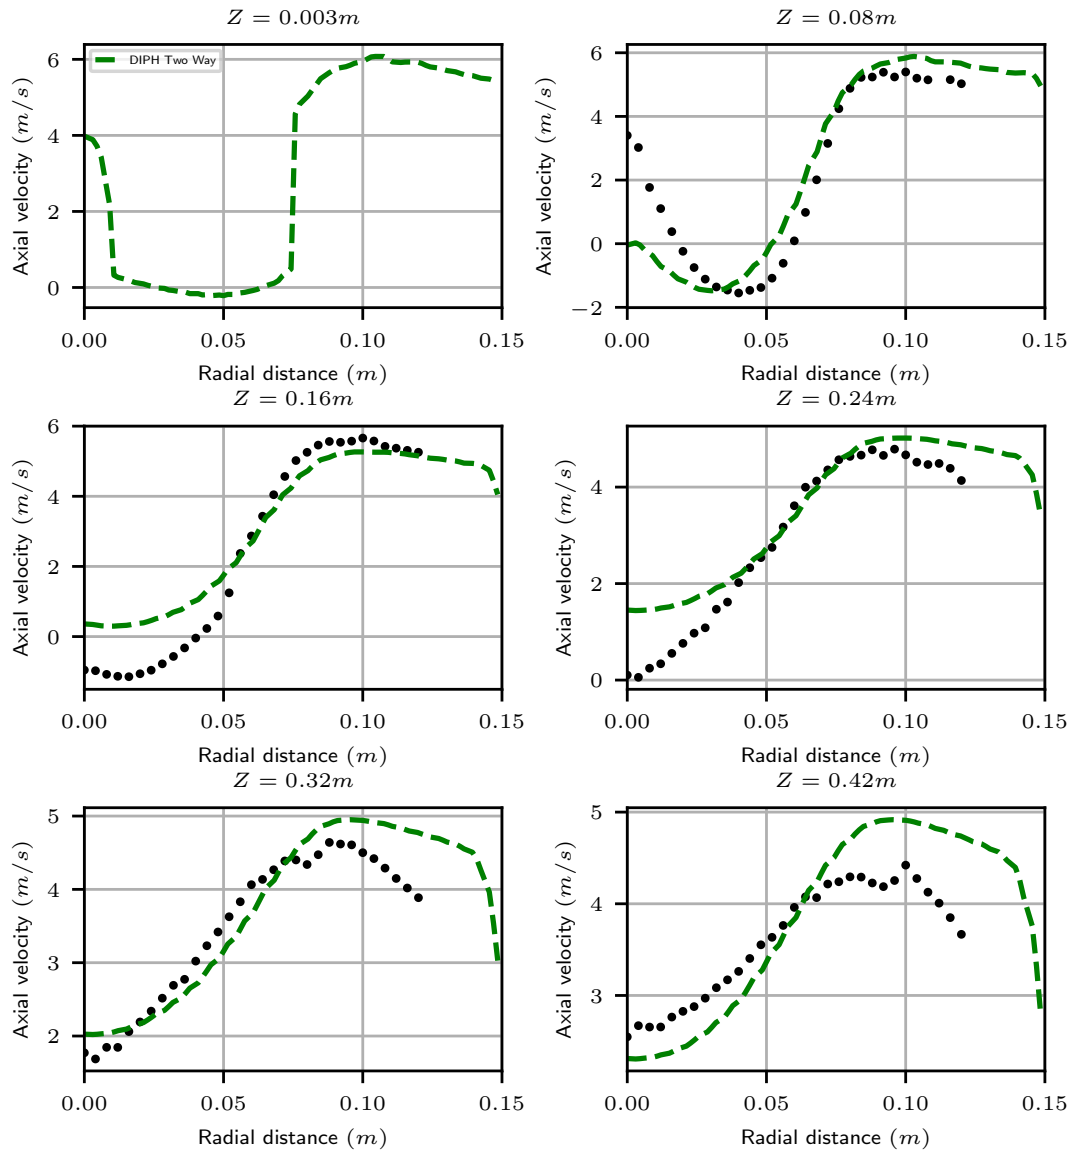 Z = 0.003m
Axial velocity (m/s)
6
4
2
0
DIPH Two Way
0.00 0.05 0.10 0.15
Radial distance (m)
Z = 0.08m
Axial velocity (m/s)
6
4
2
0
−2
0.00 0.05 0.10 0.15
Radial distance (m)
Z = 0.16m
Axial velocity (m/s)
6
4
2
0
0.00 0.05 0.10 0.15
Radial distance (m)
Z = 0.24m
Axial velocity (m/s)
4
2
0
0.00 0.05 0.10 0.15
Radial distance (m)
Z = 0.32m
Axial velocity (m/s)
5
4
3
2
0.00 0.05 0.10 0.15
Radial distance (m)
Z = 0.42m
Axial velocity (m/s)
5
4
3
0.00 0.05 0.10 0.15
Radial distance (m)